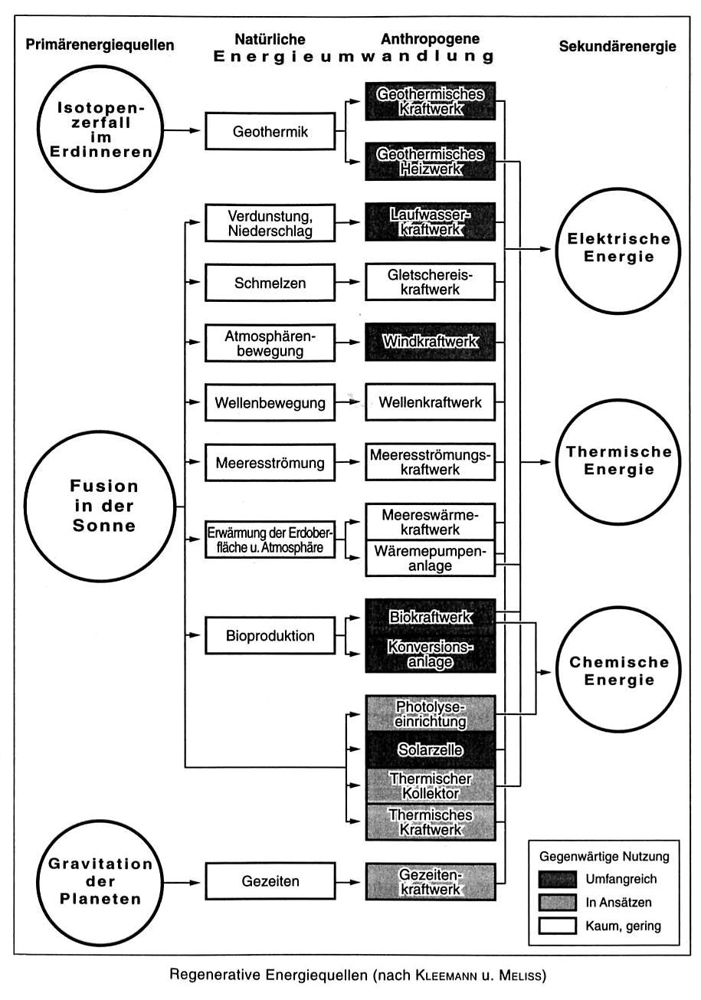 Primärenergiequellen
Natürliche
Anthropogene
Energieumwandlung
Sekundärenergie
Isotopen-
zerfall
im
Erdinneren
Geothermik
Geothermisches
Kraftwerk
Geothermisches
Heizwerk
Verdunstung,
Niederschlag
Laufwasser-
kraftwerk
Elektrische
Energie
Schmelzen
Gletschereis-
kraftwerk
Atmosphären-
bewegung
Windkraftwerk
Wellenbewegung
Wellenkraftwerk
Meeresströmung
Meeresströmungs-
kraftwerk
Thermische
Energie
Fusion
in der
Sonne
Erwärmung der Erdober-
fläche u. Atmosphäre
Meereswärme-
kraftwerk
Wäremepumpen-
anlage
Bioproduktion
Biokraftwerk
Konversions-
anlage
Chemische
Energie
Photolyse-
einrichtung
Solarzelle
Thermischer
Kollektor
Thermisches
Kraftwerk
Gravitation
der
Planeten
Gezeiten
Gezeiten-
kraftwerk
Gegenwärtige Nutzung
Umfangreich
In Ansätzen
Kaum, gering
Regenerative Energiequellen (nach KLEEMANN u. MELISS)